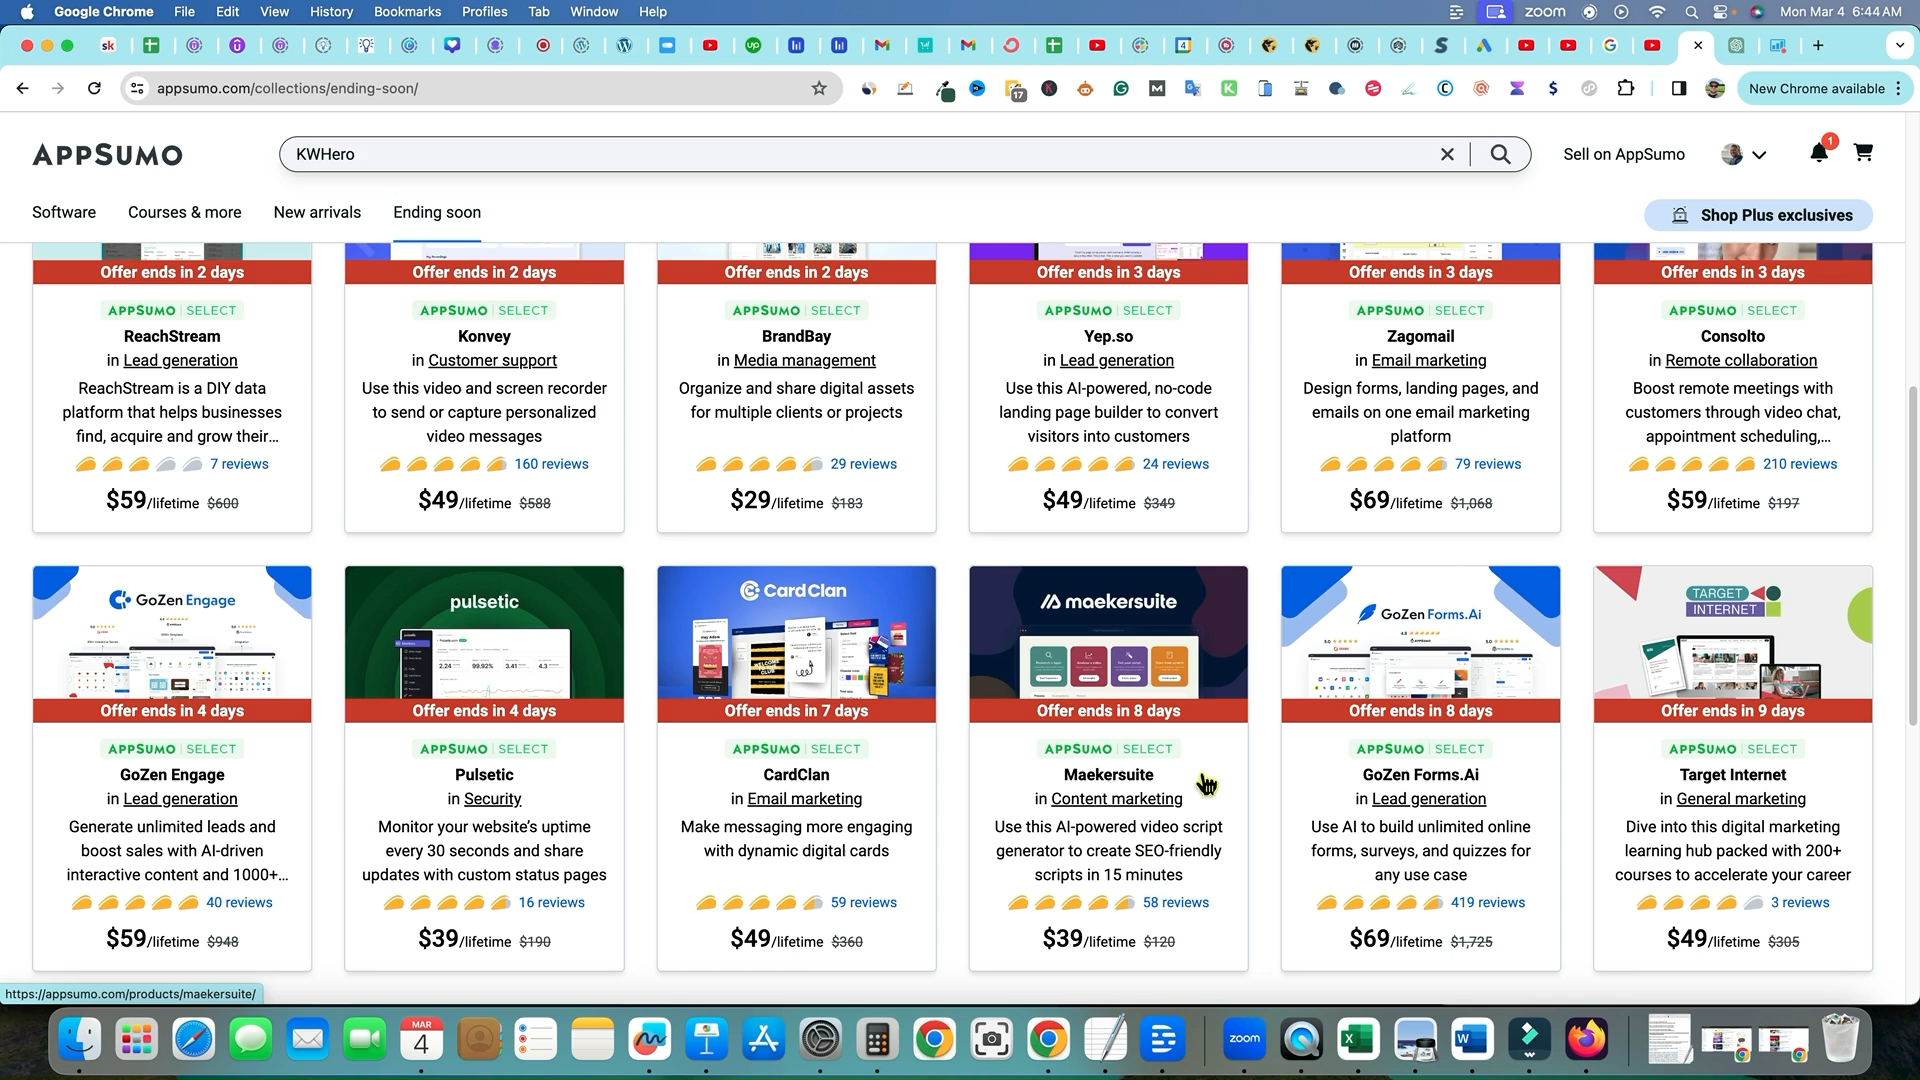 Google Chrome File Edit View History Bookmarks Profiles Tab Window Help
zoom Mon Mar 4 6:44 AM
appsumo.com/collections/ending-soon/
17
New Chrome available
APPSUMO
KWHero
Sell on AppSumo
1
Software Courses & more New arrivals Ending soon
Shop Plus exclusives
Offer ends in 2 days
APPSUMO SELECT
ReachStream
in Lead generation
ReachStream is a DIY data
platform that helps businesses
find, acquire and grow their...
7 reviews
$59/lifetime $600
Offer ends in 2 days
APPSUMO SELECT
Konvey
in Customer support
Use this video and screen recorder
to send or capture personalized
video messages
160 reviews
$49/lifetime $588
Offer ends in 2 days
APPSUMO SELECT
BrandBay
in Media management
Organize and share digital assets
for multiple clients or projects
29 reviews
$29/lifetime $183
Offer ends in 3 days
APPSUMO SELECT
Yep.so
in Lead generation
Use this AI-powered, no-code
landing page builder to convert
visitors into customers
24 reviews
$49/lifetime $349
Offer ends in 3 days
APPSUMO SELECT
Zagomail
in Email marketing
Design forms, landing pages, and
emails on one email marketing
platform
79 reviews
$69/lifetime $1,068
Offer ends in 3 days
APPSUMO SELECT
Consolto
in Remote collaboration
Boost remote meetings with
customers through video chat,
appointment scheduling,...
210 reviews
$59/lifetime $197
GoZen Engage
Offer ends in 4 days
APPSUMO SELECT
GoZen Engage
in Lead generation
Generate unlimited leads and
boost sales with AI-driven
interactive content and 1000+...
40 reviews
$59/lifetime $948
pulsetic
Offer ends in 4 days
APPSUMO SELECT
Pulsetic
in Security
Monitor your website's uptime
every 30 seconds and share
updates with custom status pages
16 reviews
$39/lifetime $190
CardClan
Offer ends in 7 days
APPSUMO SELECT
CardClan
in Email marketing
Make messaging more engaging
with dynamic digital cards
59 reviews
$49/lifetime $360
maekersuite
Offer ends in 8 days
APPSUMO SELECT
Maekersuite
in Content marketing
Use this AI-powered video script
generator to create SEO-friendly
scripts in 15 minutes
58 reviews
$39/lifetime $120
GoZen Forms.Ai
Offer ends in 8 days
APPSUMO SELECT
GoZen Forms.Ai
in Lead generation
Use AI to build unlimited online
forms, surveys, and quizzes for
any use case
419 reviews
$69/lifetime $1,725
TARGET
INTERNET
Offer ends in 9 days
APPSUMO SELECT
Target Internet
in General marketing
Dive into this digital marketing
learning hub packed with 200+
courses to accelerate your career
3 reviews
$49/lifetime $305
https://appsumo.com/products/maekersuite/
MAR
4
zoom